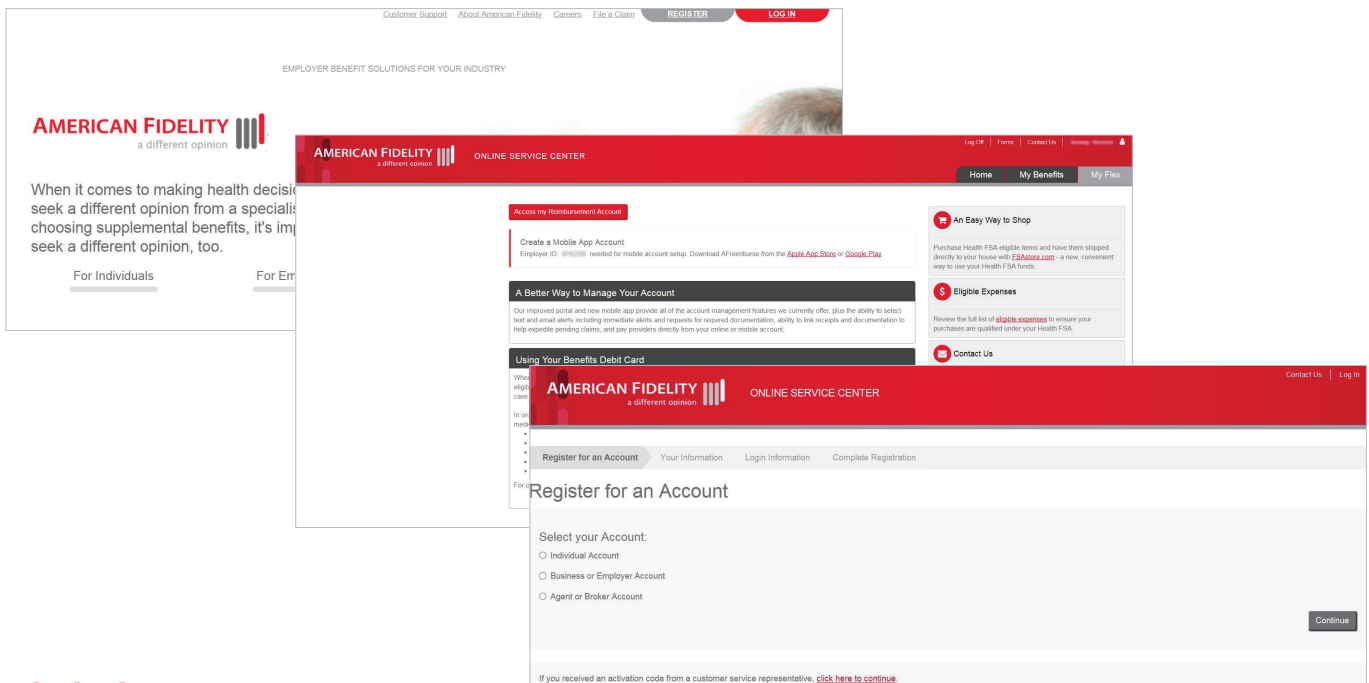 Customer Support About American Fidelity Careers File a Claim REGISTER LOG IN
EMPLOYER BENEFIT SOLUTIONS FOR YOUR INDUSTRY
AMERICAN FIDELITY
a different opinion
When it comes to making health
seek a different opinion from a
choosing supplemental benefits, it's
seek a different opinion, too.
For Individuals For
AMERICAN FIDELITY
a different opinion
ONLINE SERVICE CENTER
Log Off | Forms | Contact Us |
Home My Benefits My Flex
Access my Reimbursement Account
Create a Mobile App Account
Employer ID: needed for mobile account setup. Download AFreimburse from the Apple App Store or Google Play.
A Better Way to Manage Your Account
Our improved portal and new mobile app provide all of the account management features we currently offer, plus the ability to select
text and email alerts including immediate alerts and requests for required documentation, ability to link receipts and documentation to
help expedite pending claims, and pay providers directly from your online or mobile account.
Using Your Benefits Debit Card
case
For
An Easy Way to Shop
Purchase Health FSA eligible items and have them shipped
directly to your house with FSAstore.com - a new, convenient
way to use your Health FSA funds.
Eligible Expenses
Review the full list of eligible expenses to ensure your
purchases are qualified under your Health FSA.
Contact Us
AMERICAN FIDELITY
a different opinion
ONLINE SERVICE CENTER
Contact Us | Log In
Register for an Account Your Information Login Information Complete Registration
Register for an Account
Select your Account:
Individual Account
Business or Employer Account
Agent or Broker Account
Continue
If you received an activation code from a customer service representative, click here to continue.